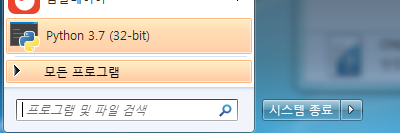 Python 3.7 (32-bit)
모든 프로그램
프로그램 및 파일 검색
시스템 종료